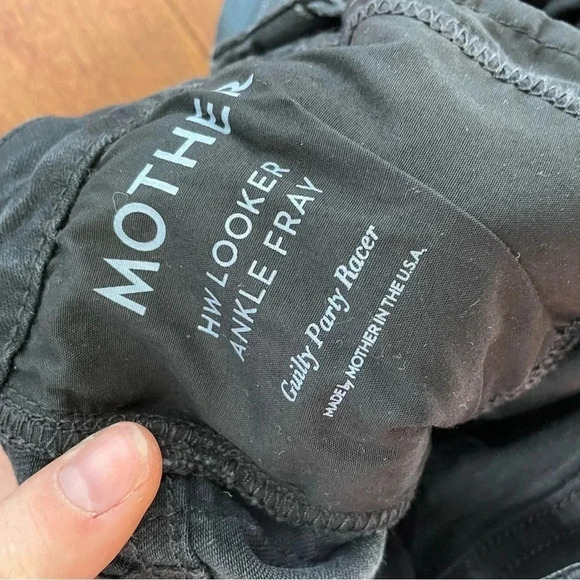 MOTHER
HW LOOKER
ANKLE FRAY
Guilty Party Racer
MADE by MOTHER IN THE U.S.A.